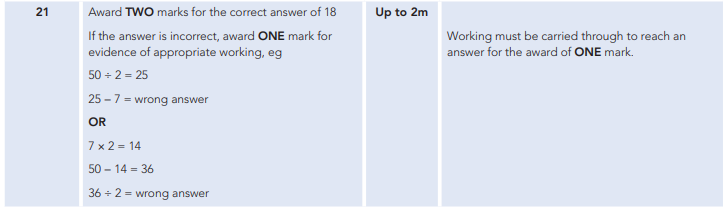 21
Award TWO marks for the correct answer of 18
If the answer is incorrect, award ONE mark for
evidence of appropriate working, eg
50 ÷ 2 = 25
25 – 7 = wrong answer
OR
7 x 2 = 14
50 – 14 = 36
36 ÷ 2 = wrong answer
Up to 2m
Working must be carried through to reach an
answer for the award of ONE mark.